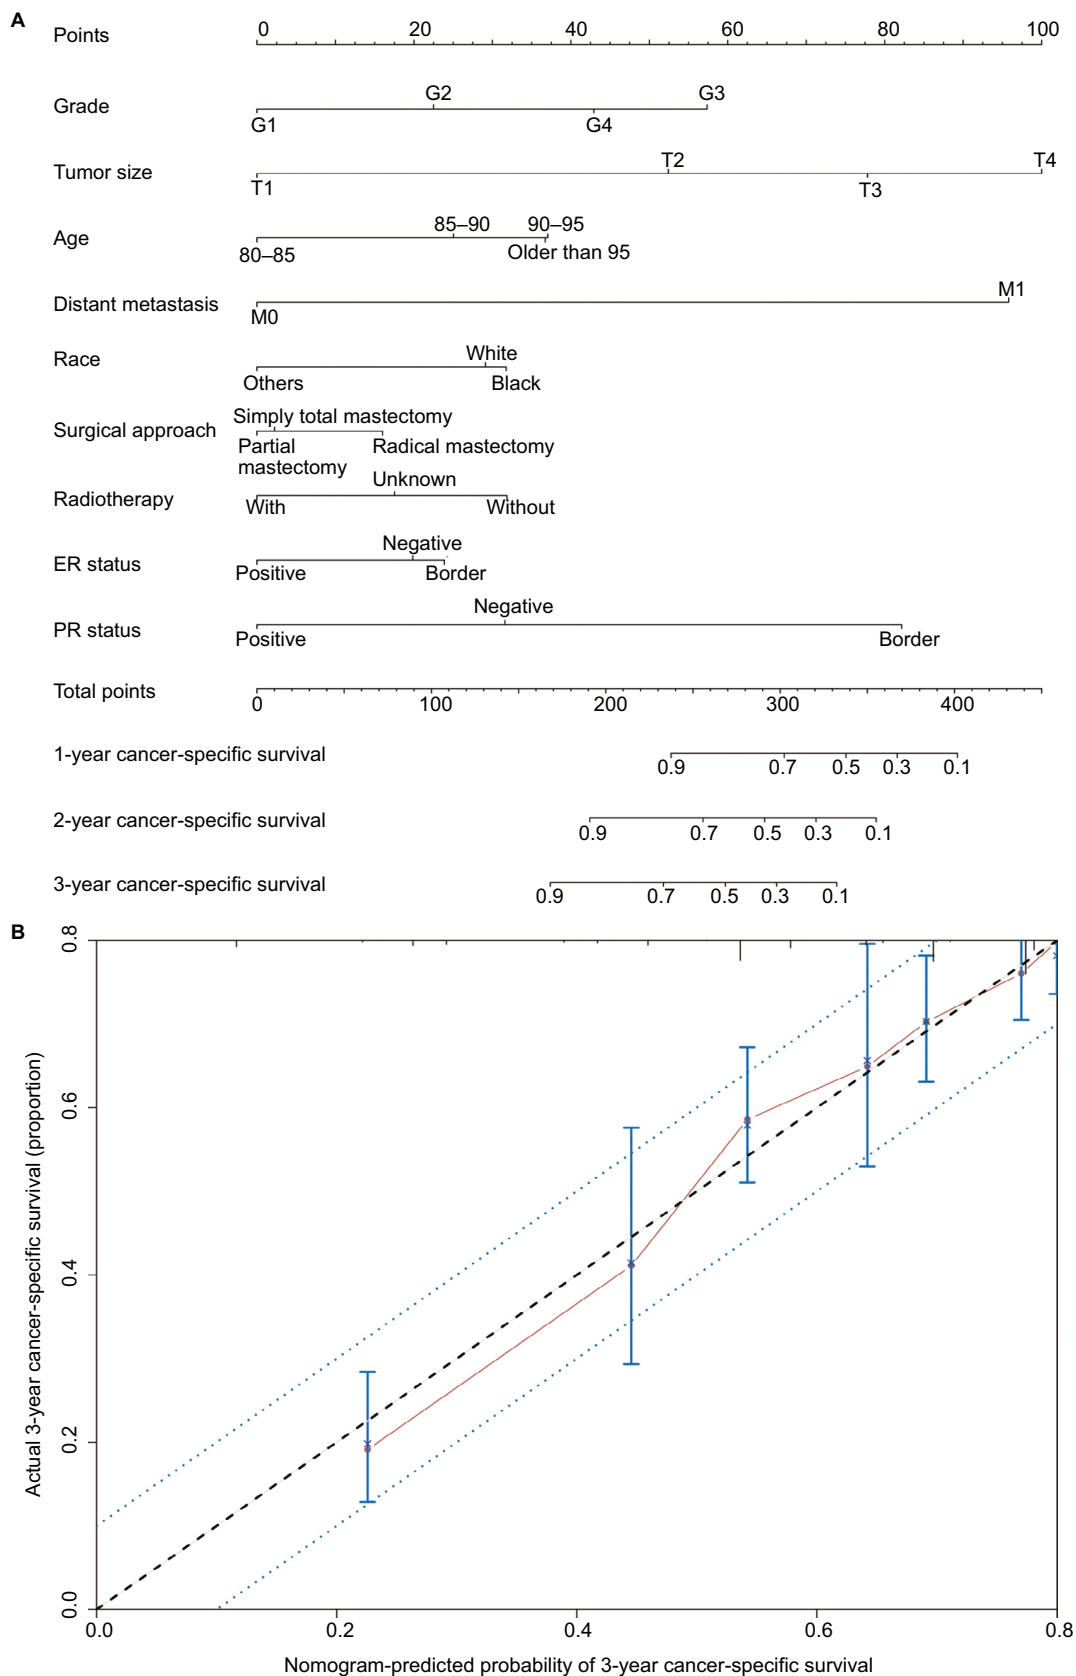 A
Points 0 20 40 60 80 100
Grade G1 G2 G4 G3
Tumor size T1 T2 T3 T4
Age 80–85 85–90 90–95
Older than 95
Distant metastasis M0 M1
Race Others White Black
Surgical approach Simply total mastectomy
Partial Radical mastectomy
mastectomy
Radiotherapy With Unknown Without
ER status Positive Negative Border
PR status Positive Negative Border
Total points 0 100 200 300 400
1-year cancer-specific survival 0.9 0.7 0.5 0.3 0.1
2-year cancer-specific survival 0.9 0.7 0.5 0.3 0.1
3-year cancer-specific survival 0.9 0.7 0.5 0.3 0.1
B
Actual 3-year cancer-specific survival (proportion)
0.8
0.6
0.4
0.2
0.0
0.0 0.2 0.4 0.6 0.8
Nomogram-predicted probability of 3-year cancer-specific survival